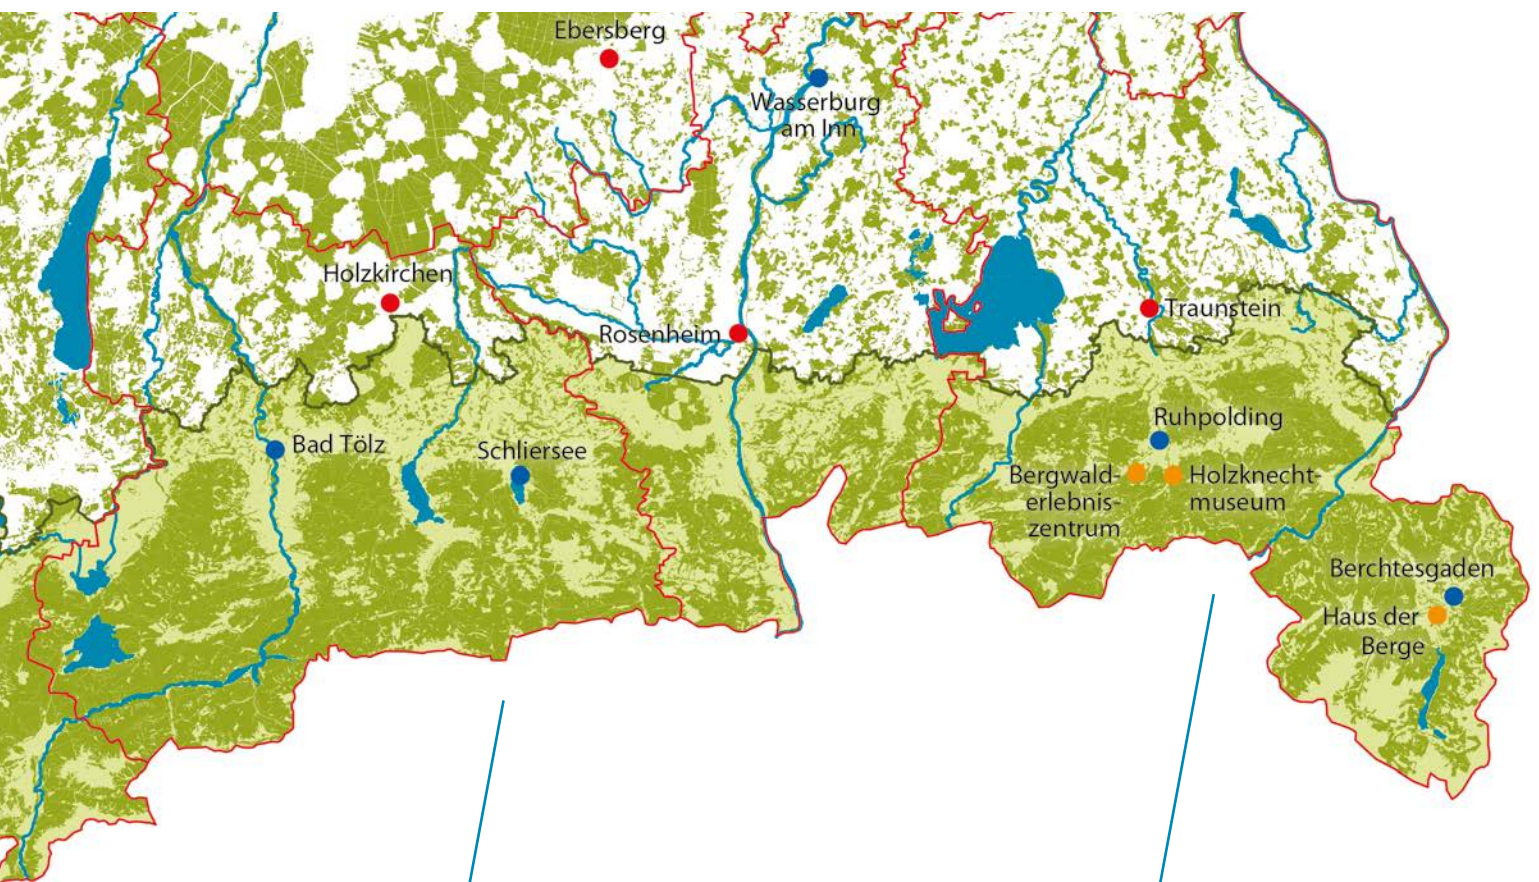 Ebersberg
Wasserburg
am Inn
Holzkirchen
Rosenheim
Traunstein
Bad Tölz
Schliersee
Ruhpolding
Bergwald-
erlebnis-
zentrum
Holzknecht-
museum
Berchtesgaden
Haus der
Berge